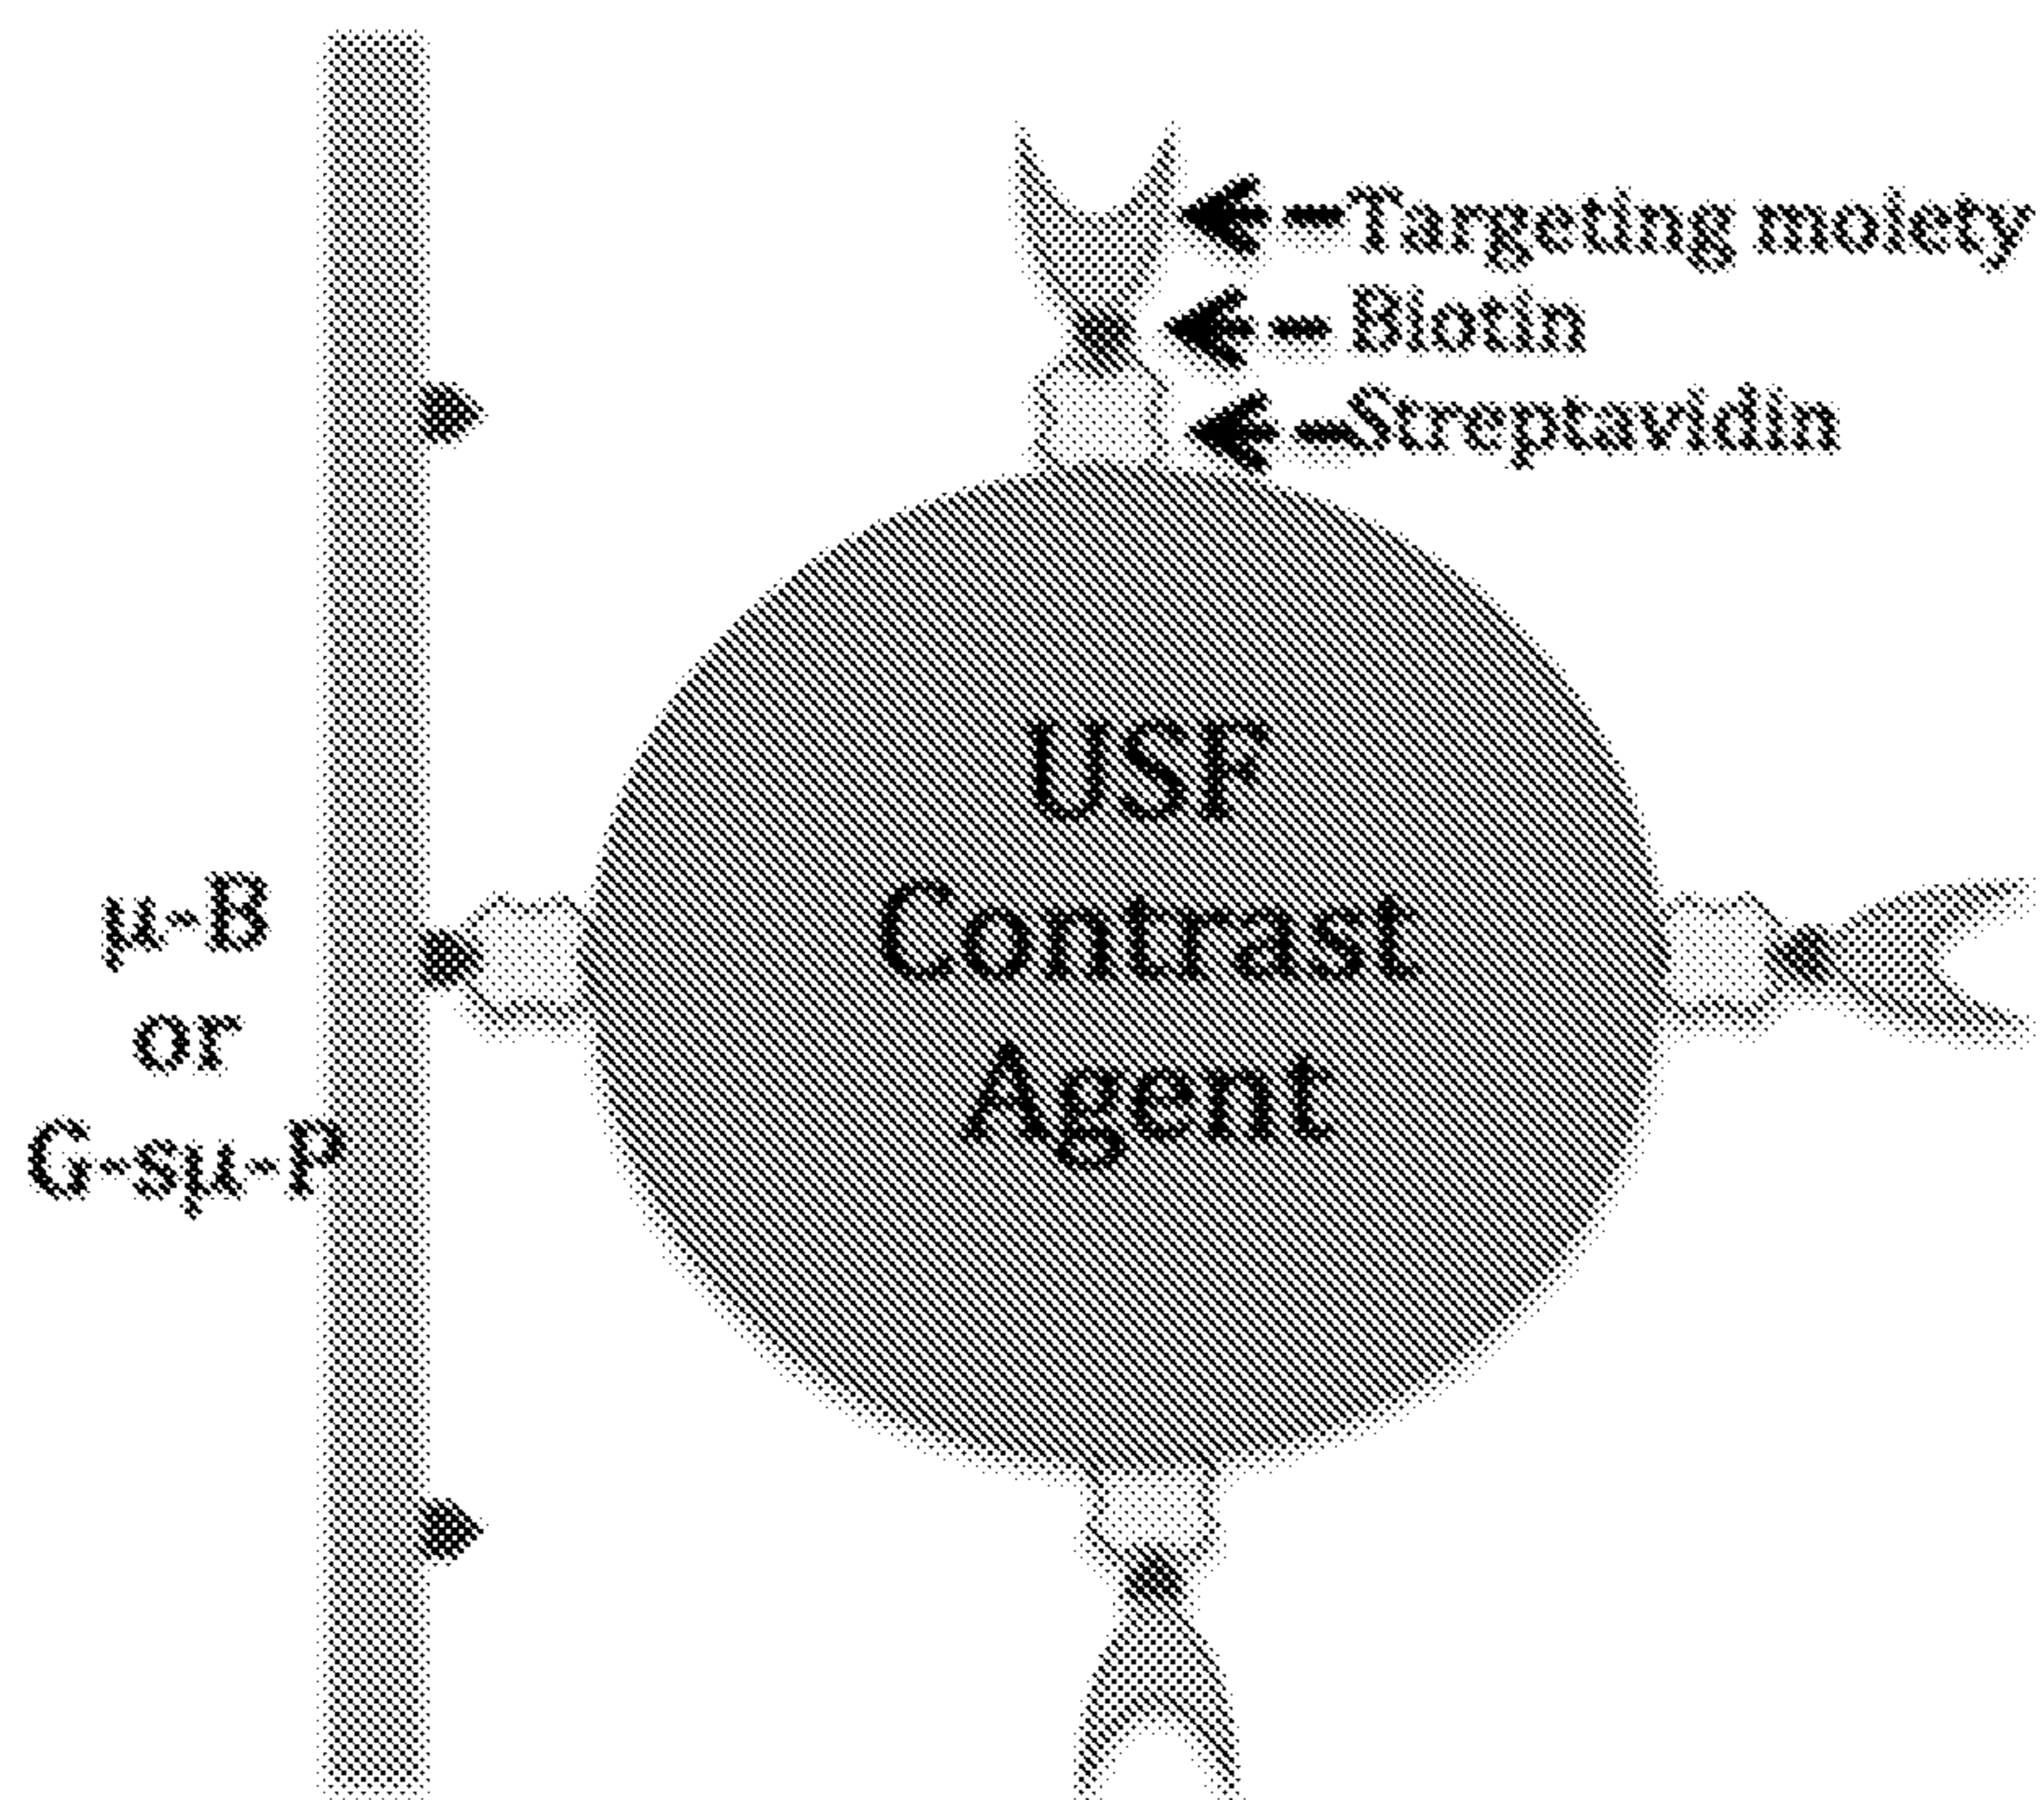 Targeting moiety
Biotin
Streptavidin
USF
Contrast
Agent
μ-B
or
G-sμ-P